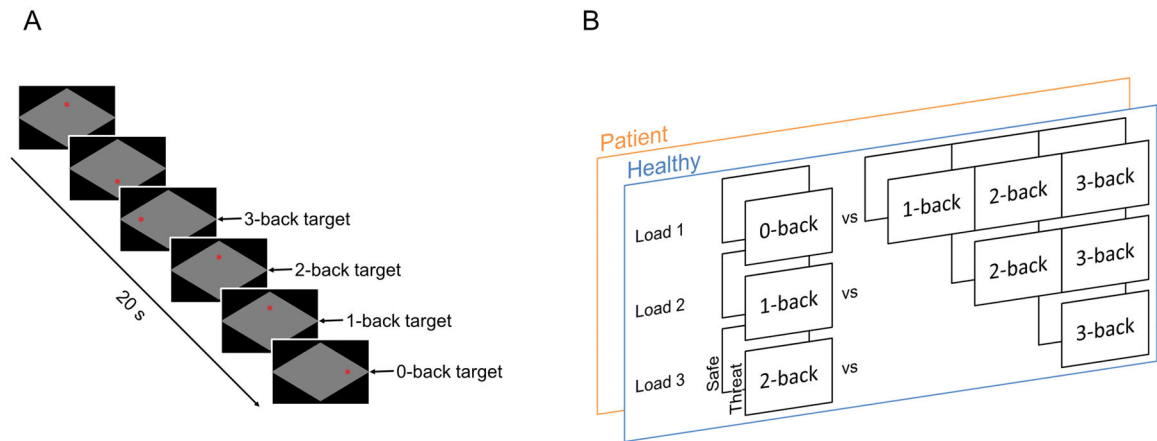 A
B
3-back target
2-back target
1-back target
0-back target
20 s
Patient
Healthy
Load 1
0-back
vs
1-back
2-back
3-back
Load 2
1-back
vs
2-back
3-back
Load 3
Safe
Threat
2-back
vs
3-back